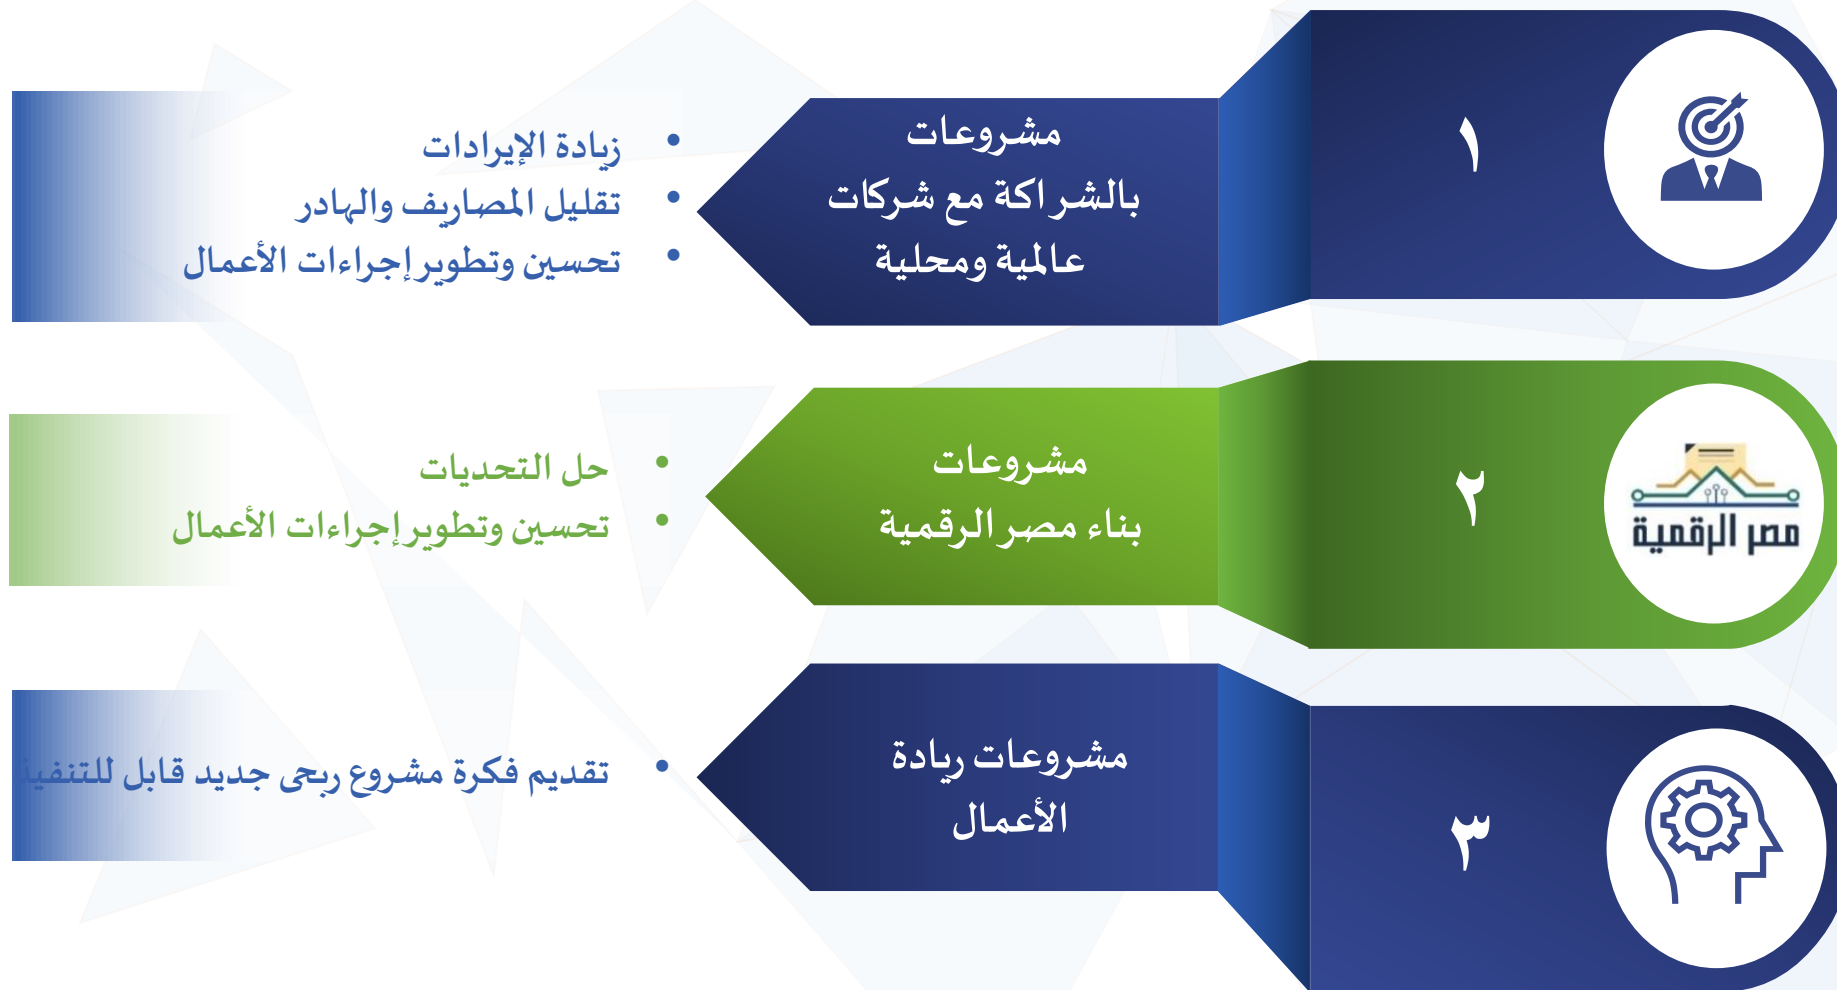 ١
مشروعات
بالشراكة مع شركات
عالمية ومحلية
• زيادة الإيرادات
• تقليل المصاريف والهادر
• تحسين وتطوير إجراءات الأعمال
مصر الرقمية
٢
مشروعات
بناء مصر الرقمية
• حل التحديات
• تحسين وتطوير إجراءات الأعمال
٣
مشروعات ريادة
الأعمال
• تقديم فكرة مشروع ربحى جديد قابل للتنفيذ